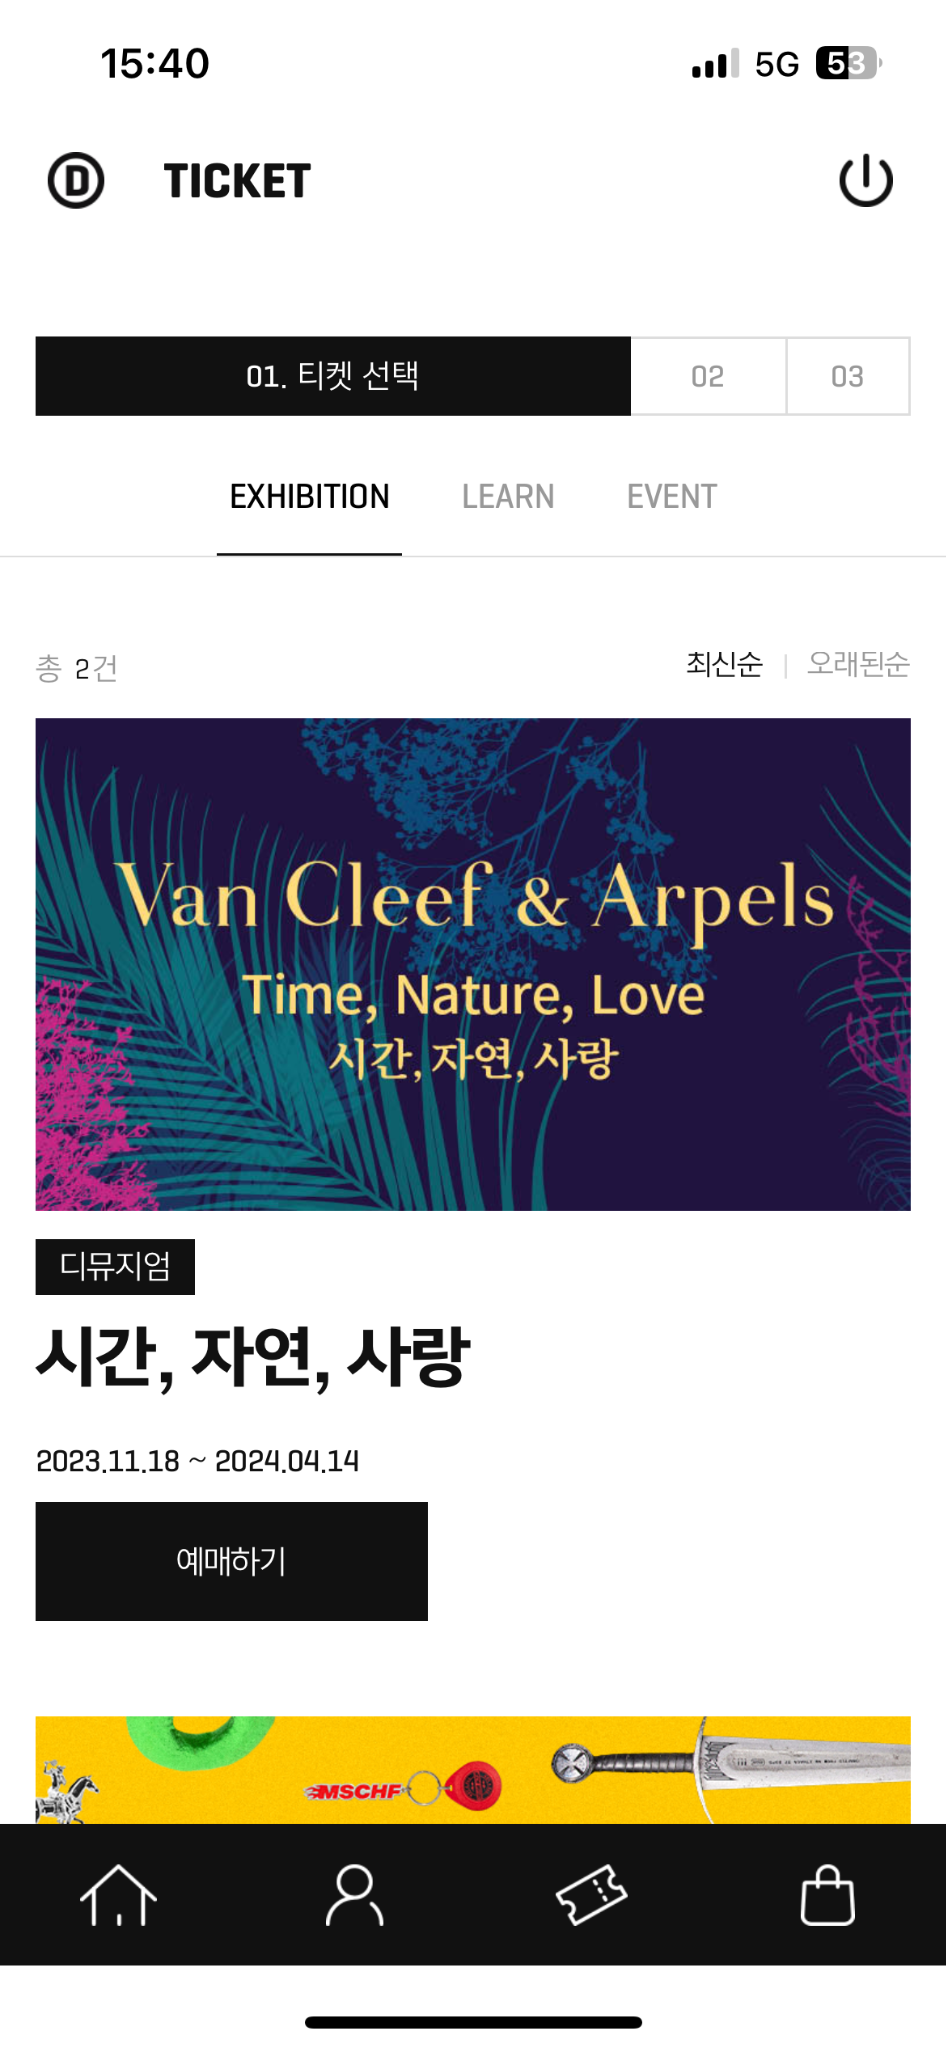 15:40
5G 53
D TICKET
01. 티켓 선택 02 03
EXHIBITION LEARN EVENT
총 2건 최신순 | 오래된순
Van Cleef & Arpels
Time, Nature, Love
시간, 자연, 사랑
디뮤지엄
시간, 자연, 사랑
2023.11.18 ~ 2024.04.14
예매하기
MSCHF